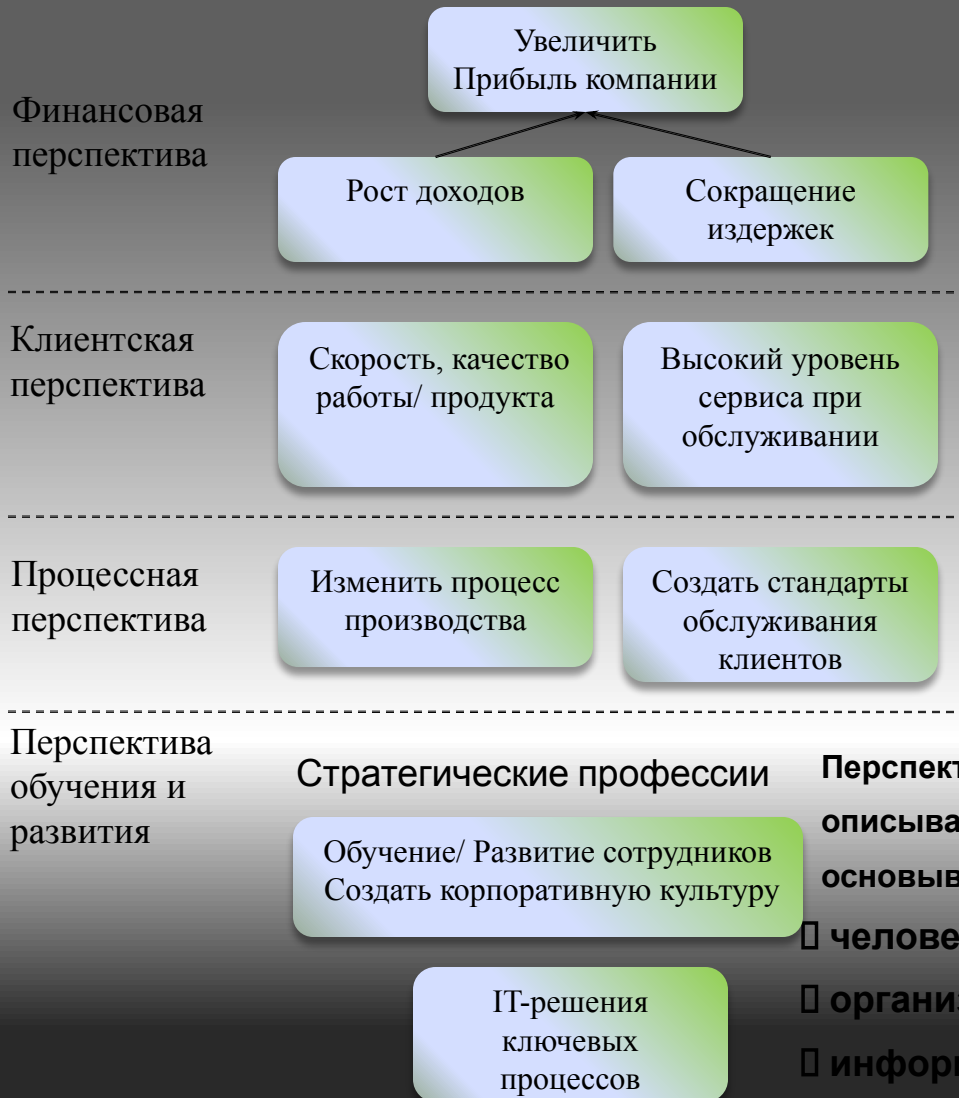 Увеличить
Прибыль компании
Финансовая
перспектива
Рост доходов
Сокращение
издержек
Клиентская
перспектива
Скорость, качество
работы/ продукта
Высокий уровень
сервиса при
обслуживании
Процессная
перспектива
Изменить процесс
производства
Создать стандарты
обслуживания
клиентов
Перспектива
обучения и
развития
Стратегические профессии
Обучение/ Развитие сотрудников
Создать корпоративную культуру
IT-решения
ключевых
процессов